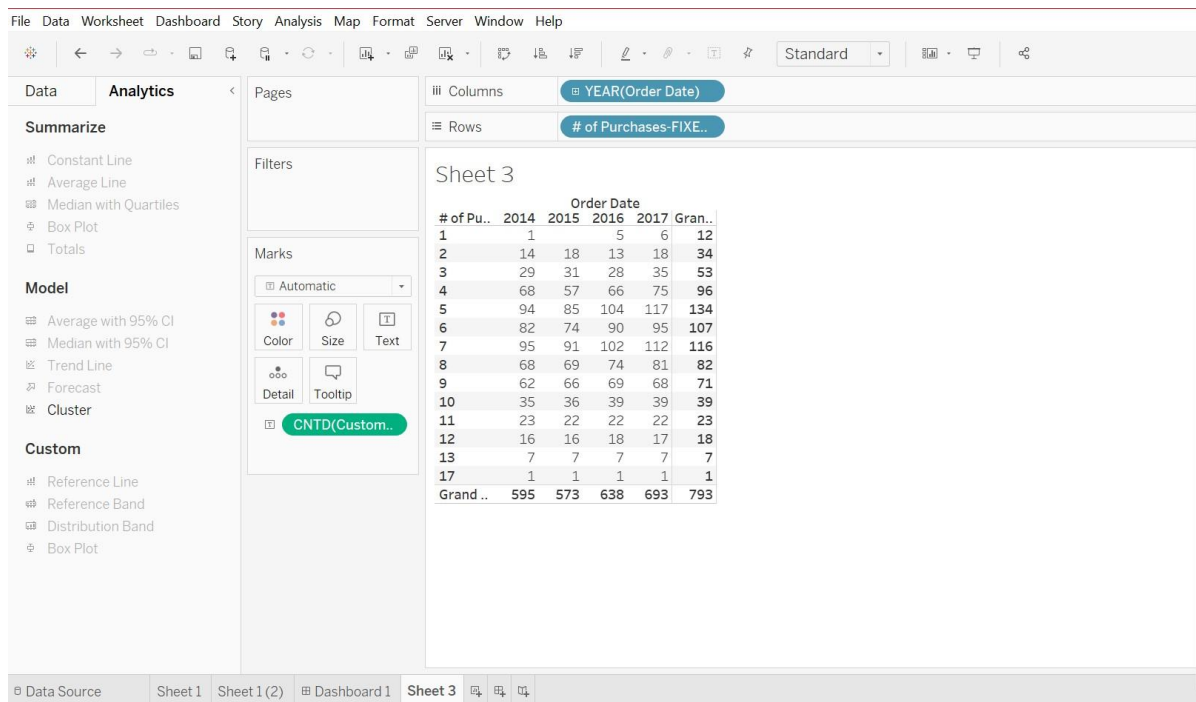 File Data Worksheet Dashboard Story Analysis Map Format Server Window Help
Standard
Data Analytics
Summarize
Constant Line
Average Line
Median with Quartiles
Box Plot
Totals
Model
Average with 95% CI
Median with 95% CI
Trend Line
Forecast
Cluster
Custom
Reference Line
Reference Band
Distribution Band
Box Plot
Pages
Filters
Marks
Automatic
Color Size Text
Detail Tooltip
CNTD(Custom..
Columns YEAR(Order Date)
Rows # of Purchases-FIXE..
Sheet 3
Order Date
# of Pu.. 2014 2015 2016 2017 Gran..
1 1 5 6 12
2 14 18 13 18 34
3 29 31 28 35 53
4 68 57 66 75 96
5 94 85 104 117 134
6 82 74 90 95 107
7 95 91 102 112 116
8 68 69 74 81 82
9 62 66 69 68 71
10 35 36 39 39 39
11 23 22 22 22 23
12 16 16 18 17 18
13 7 7 7 7 7
17 1 1 1 1 1
Grand .. 595 573 638 693 793
Data Source Sheet 1 Sheet 1 (2) Dashboard 1 Sheet 3